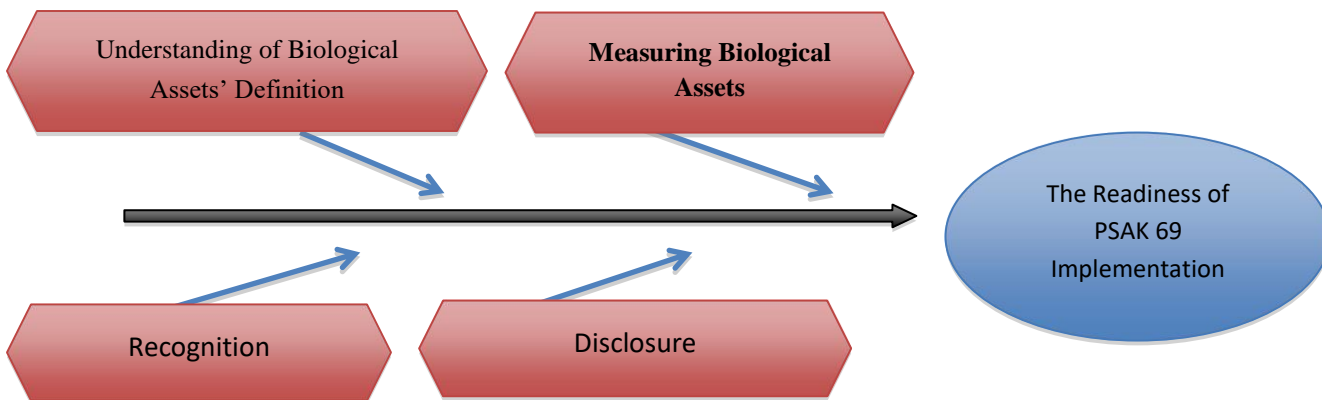 Understanding of Biological
Assets’ Definition
Measuring Biological
Assets
The Readiness of
PSAK 69
Implementation
Recognition
Disclosure